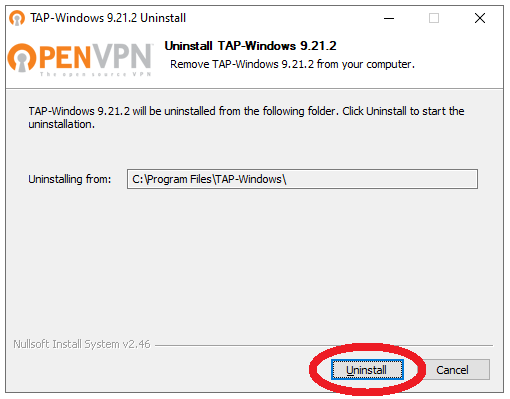 TAP-Windows 9.21.2 Uninstall
OPENVPN
The open source VPN
Uninstall TAP-Windows 9.21.2
Remove TAP-Windows 9.21.2 from your computer.
TAP-Windows 9.21.2 will be uninstalled from the following folder. Click Uninstall to start the
uninstallation.
Uninstalling from: C:\Program Files\TAP-Windows\
Nullsoft Install System v2.46
Uninstall Cancel